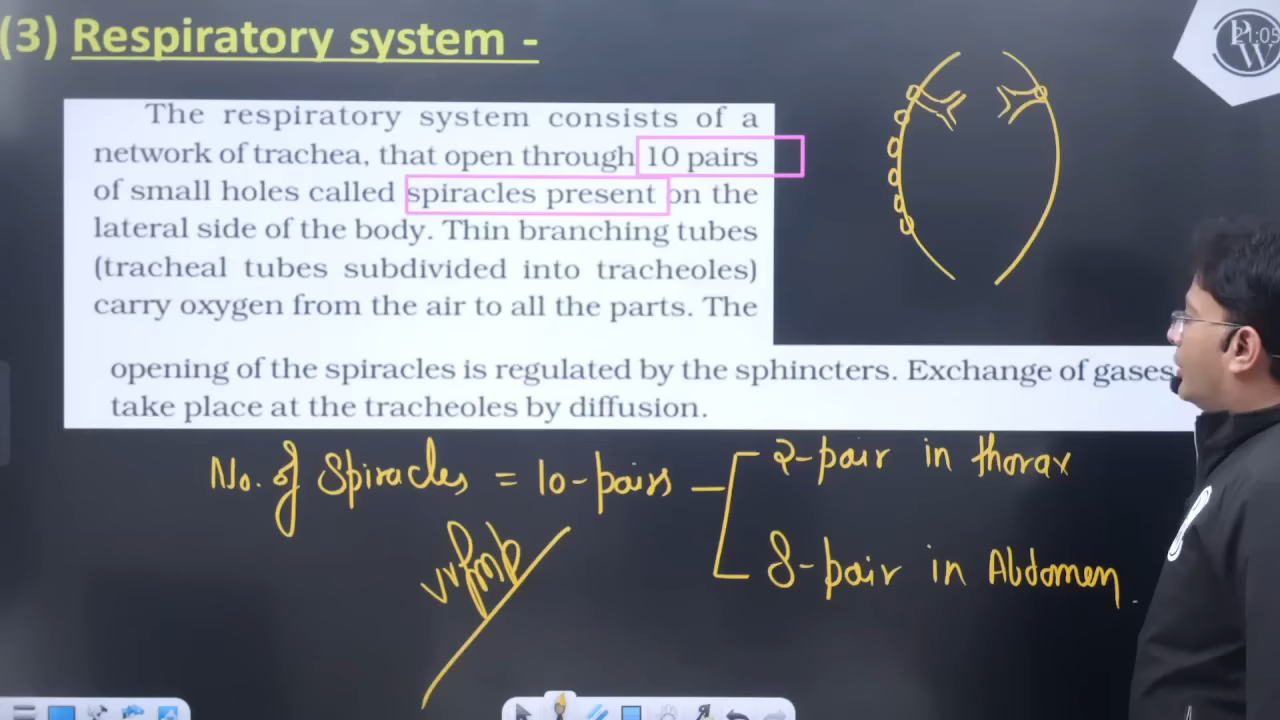 (3) Respiratory system -
21:05
PW
The respiratory system consists of a
network of trachea, that open through 10 pairs
of small holes called spiracles present on the
lateral side of the body. Thin branching tubes
(tracheal tubes subdivided into tracheoles)
carry oxygen from the air to all the parts. The
opening of the spiracles is regulated by the sphincters. Exchange of gases
take place at the tracheoles by diffusion.
No. of Spiracles = 10-pairs
2-pair in thorax
8-pair in Abdomen